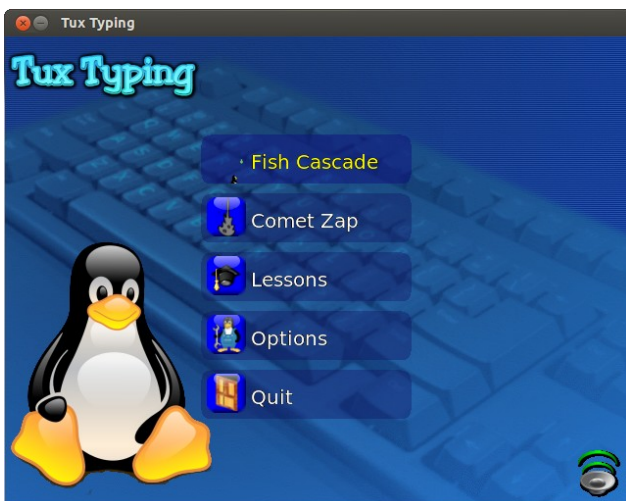 Tux Typing
Tux Typing
Fish Cascade
Comet Zap
Lessons
Options
Quit